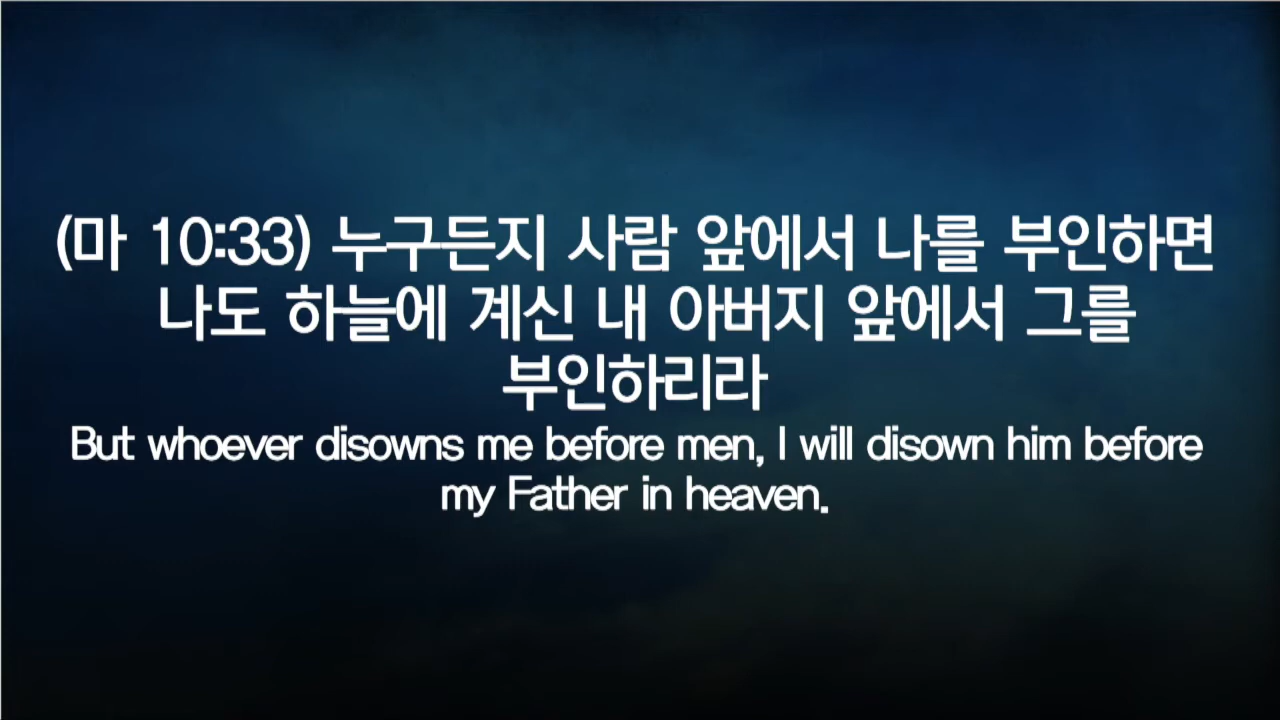 (마 10:33) 누구든지 사람 앞에서 나를 부인하면
나도 하늘에 계신 내 아버지 앞에서 그를
부인하리라
But whoever disowns me before men, I will disown him before
my Father in heaven.